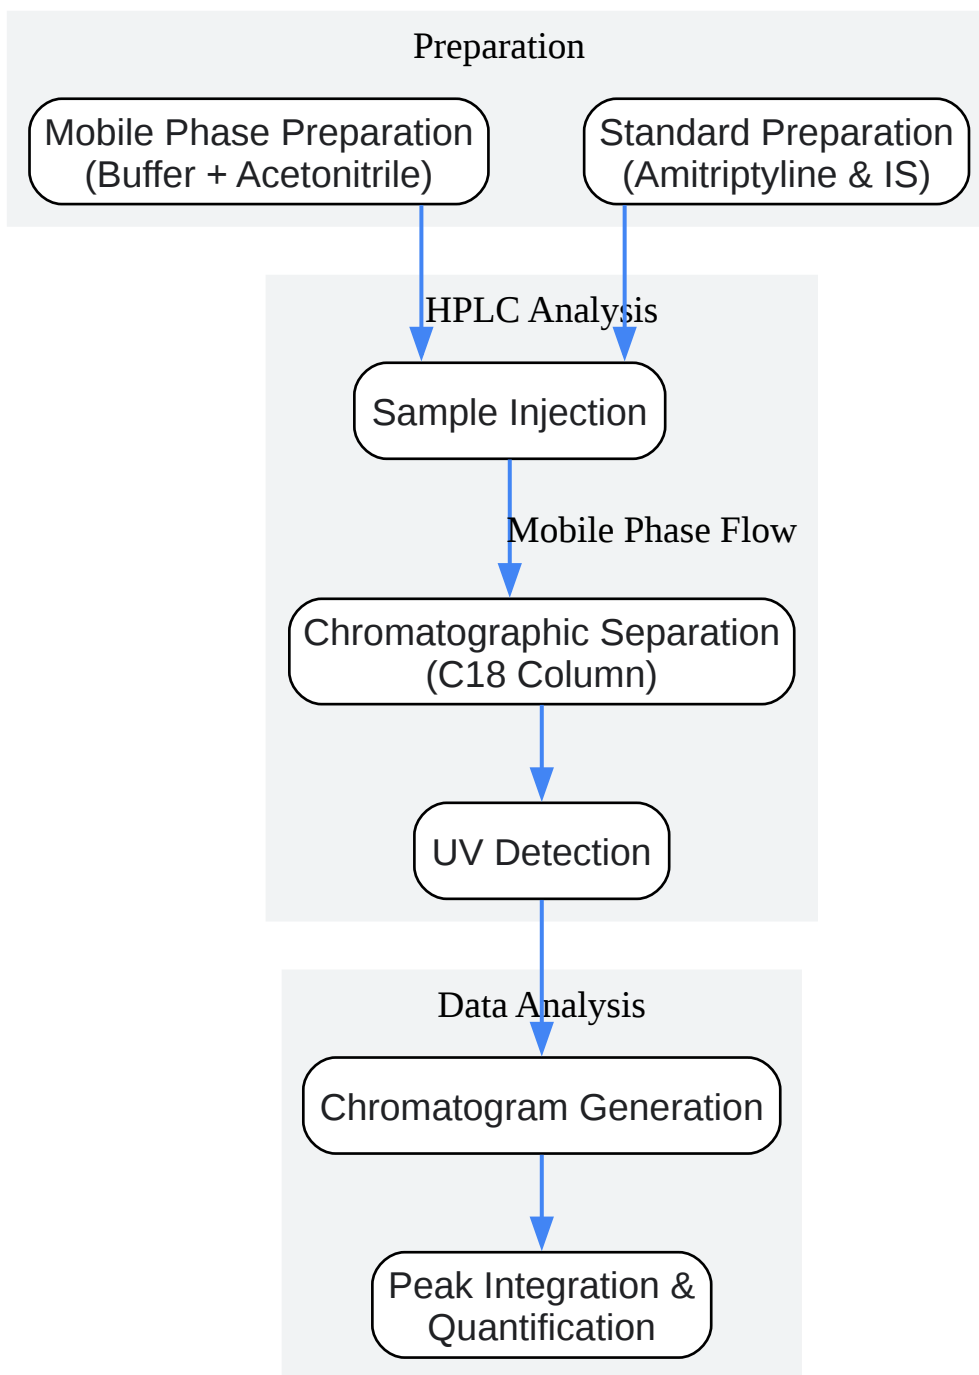 Preparation
Mobile Phase Preparation
(Buffer + Acetonitrile)
Standard Preparation
(Amitriptyline & IS)
HPLC Analysis
Sample Injection
Mobile Phase Flow
Chromatographic Separation
(C18 Column)
UV Detection
Data Analysis
Chromatogram Generation
Peak Integration &
Quantification